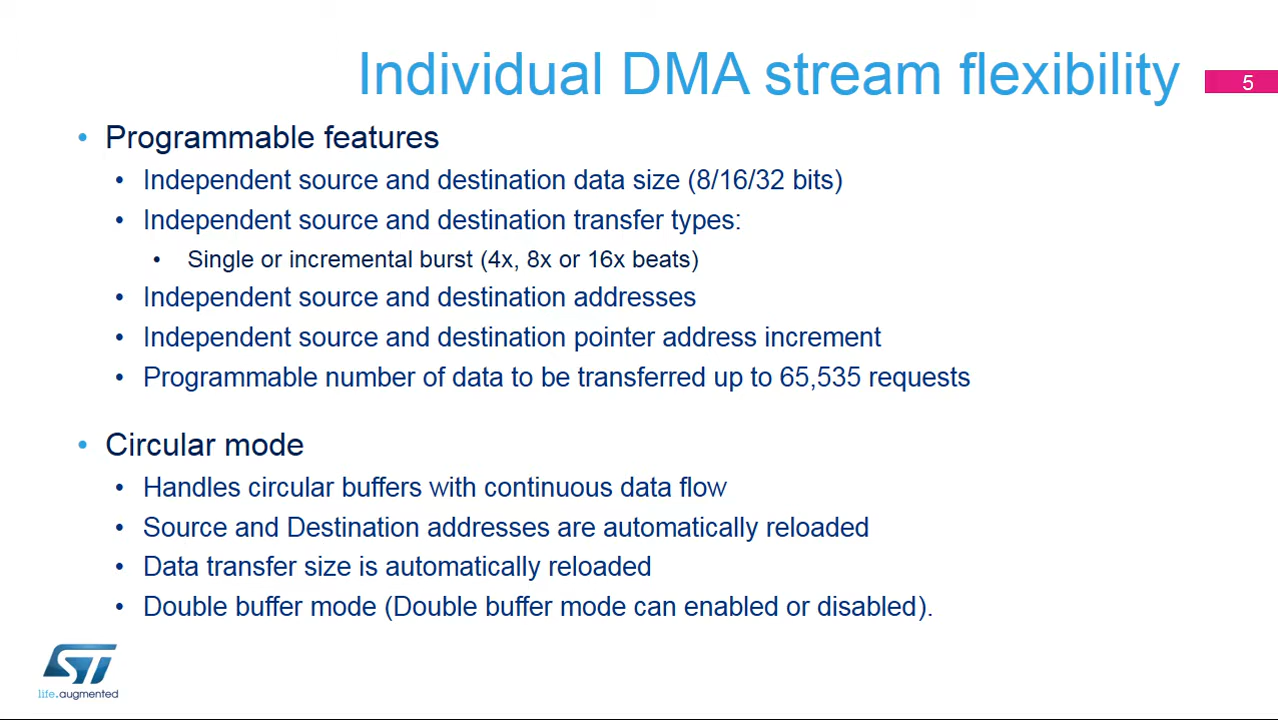 Individual DMA stream flexibility
5
• Programmable features
• Independent source and destination data size (8/16/32 bits)
• Independent source and destination transfer types:
• Single or incremental burst (4x, 8x or 16x beats)
• Independent source and destination addresses
• Independent source and destination pointer address increment
• Programmable number of data to be transferred up to 65,535 requests
• Circular mode
• Handles circular buffers with continuous data flow
• Source and Destination addresses are automatically reloaded
• Data transfer size is automatically reloaded
• Double buffer mode (Double buffer mode can enabled or disabled).
ST
life.augmented